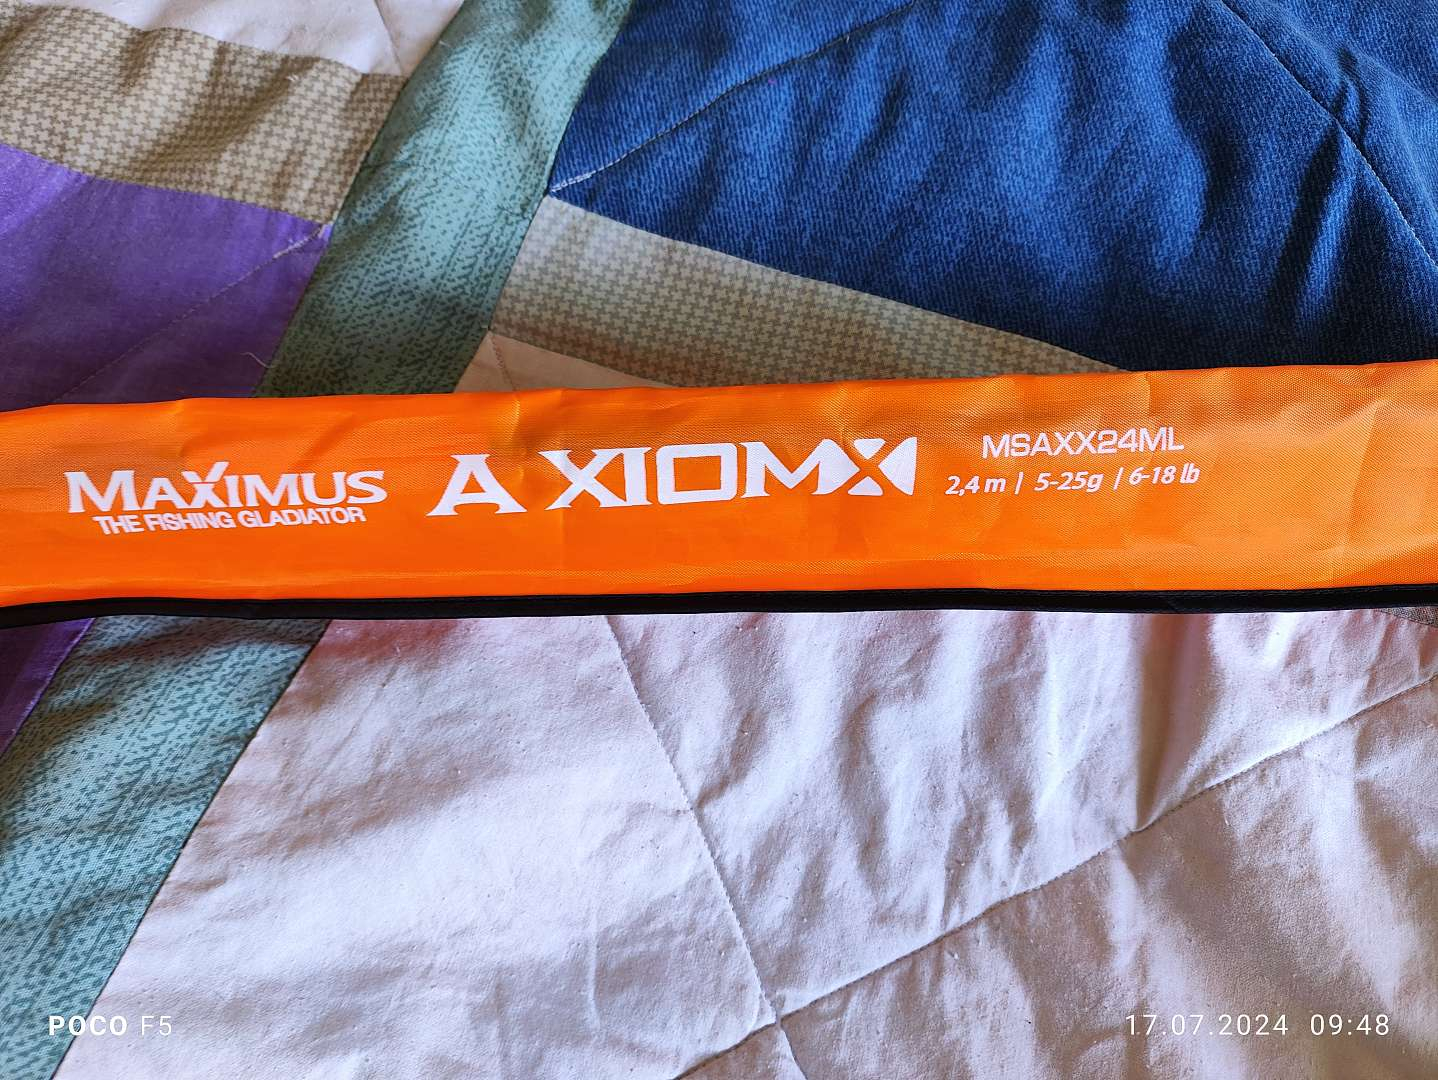 MAXIMUS
THE FISHING GLADIATOR
AXIOM X
MSAXX24ML
2,4 m | 5-25g | 6-18 lb
POCO F5
17.07.2024 09:48